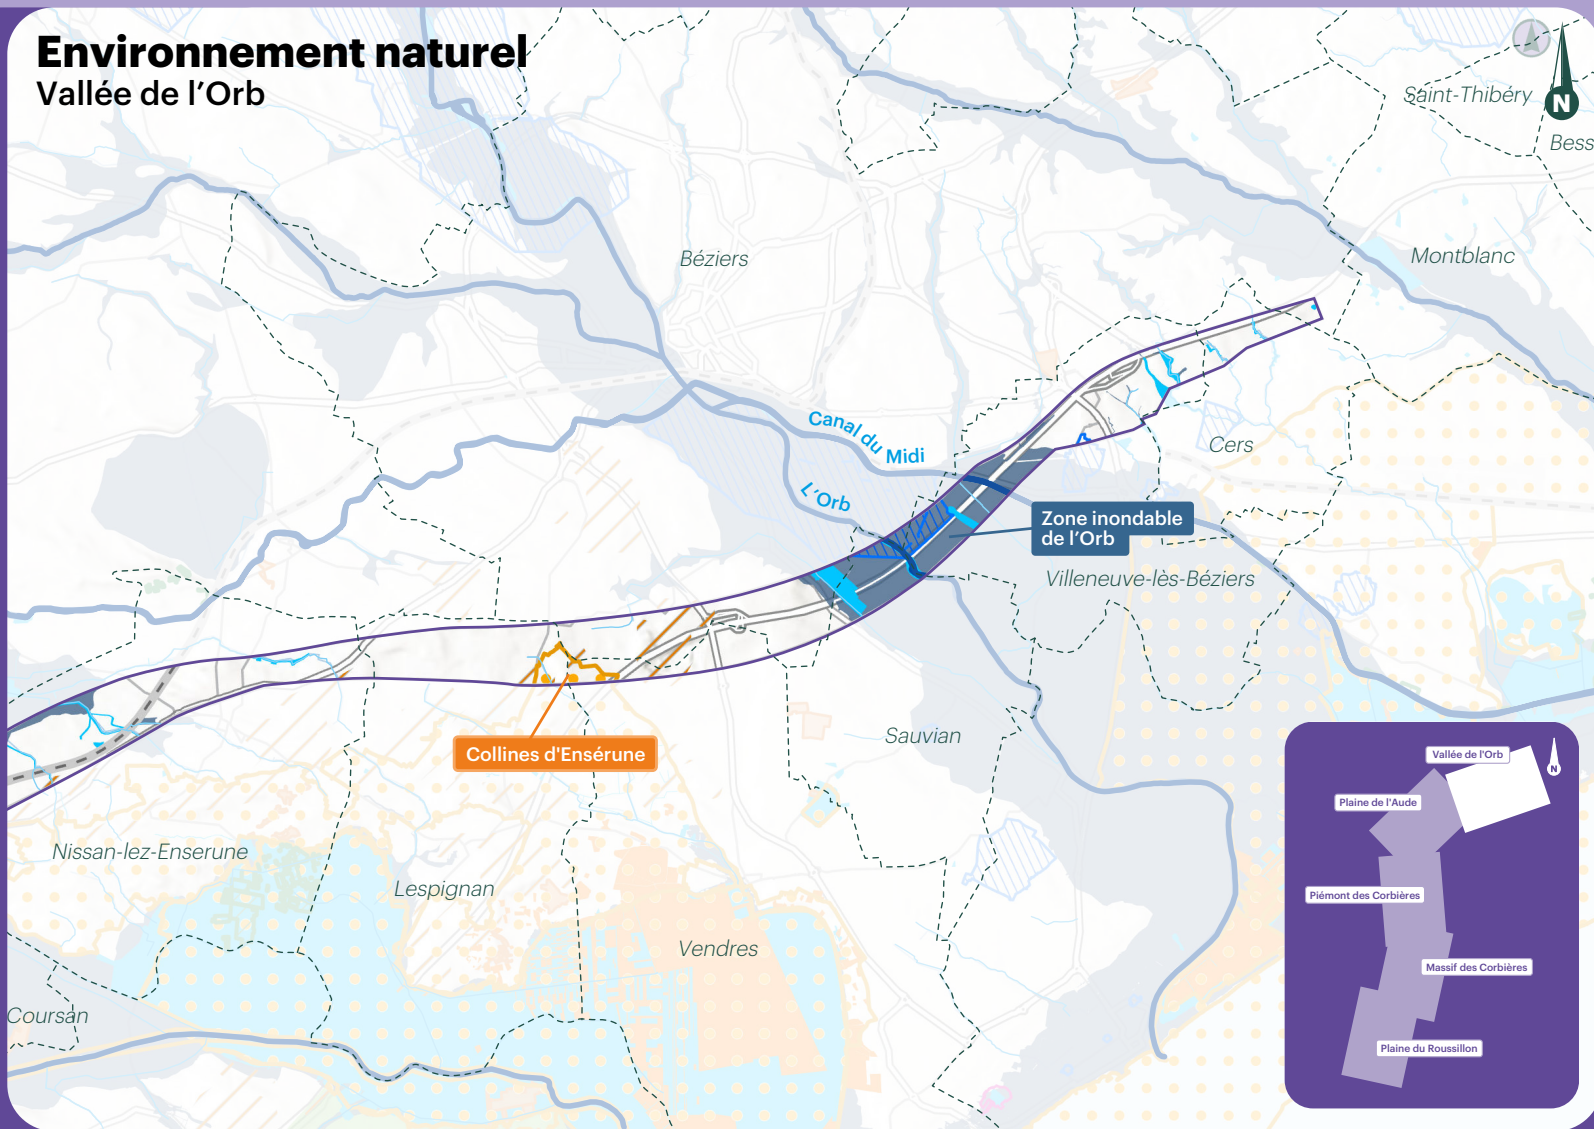 Environnement naturel
Vallée de l'Orb
Saint-Thibéry
N
Bess
Béziers
Montblanc
Canal du Midi
Cers
L'Orb
Zone inondable
de l'Orb
Villeneuve-lès-Béziers
Sauvian
Collines d'Ensérune
Nissan-lez-Enserune
Lespignan
Vendres
Coursan
Vallée de l'Orb
N
Plaine de l'Aude
Piémont des Corbières
Massif des Corbières
Plaine du Roussillon